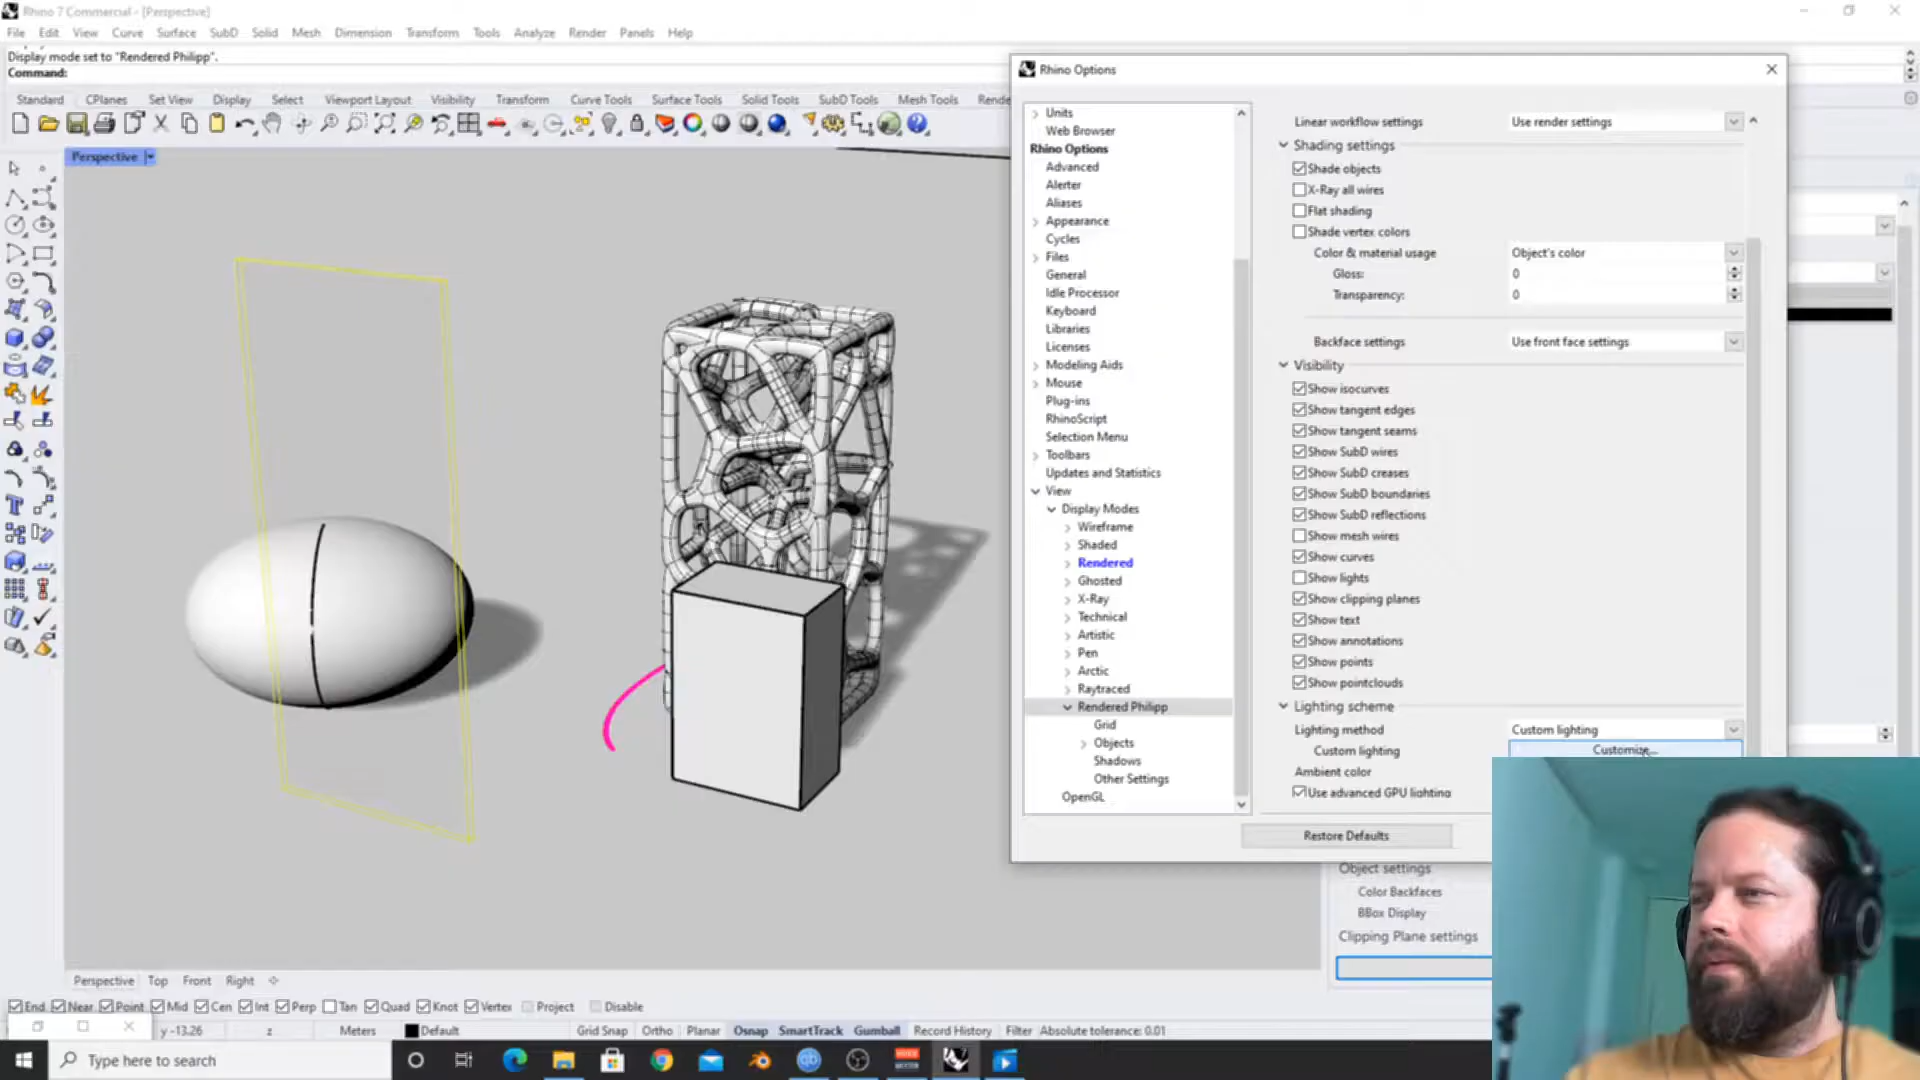 Rhino 7 Commercial - [Perspective]
File Edit View Curve Surface SubD Solid Mesh Dimension Transform Tools Analyze Render Panels Help
Display mode set to "Rendered Philipp".
Command:
Standard CPlanes Set View Display Select Viewport Layout Visibility Transform Curve Tools Surface Tools Solid Tools SubD Tools Mesh Tools Rende
Perspective
Rhino Options
Units
Web Browser
Rhino Options
Advanced
Alerter
Aliases
Appearance
Cycles
Files
General
Idle Processor
Keyboard
Libraries
Licenses
Modeling Aids
Mouse
Plug-ins
RhinoScript
Selection Menu
Toolbars
Updates and Statistics
View
Display Modes
Wireframe
Shaded
Rendered
Ghosted
X-Ray
Technical
Artistic
Pen
Arctic
Raytraced
Rendered Philipp
Grid
Objects
Shadows
Other Settings
OpenGL
Linear workflow settings Use render settings
Shading settings
Shade objects
X-Ray all wires
Flat shading
Shade vertex colors
Color & material usage Object's color
Gloss: 0
Transparency: 0
Backface settings Use front face settings
Visibility
Show isocurves
Show tangent edges
Show tangent seams
Show SubD wires
Show SubD creases
Show SubD boundaries
Show SubD reflections
Show mesh wires
Show curves
Show lights
Show clipping planes
Show text
Show annotations
Show points
Show pointclouds
Lighting scheme
Lighting method Custom lighting
Custom lighting Customize...
Ambient color
Use advanced GPU lighting
Restore Defaults
Object settings
Color Backfaces
BBox Display
Clipping Plane settings
Perspective Top Front Right
End Near Point Mid Cen Int Perp Tan Quad Knot Vertex Project Disable
y -13.26 z Meters Default Grid Snap Ortho Planar Osnap SmartTrack Gumball Record History Filter Absolute tolerance: 0.01
Type here to search